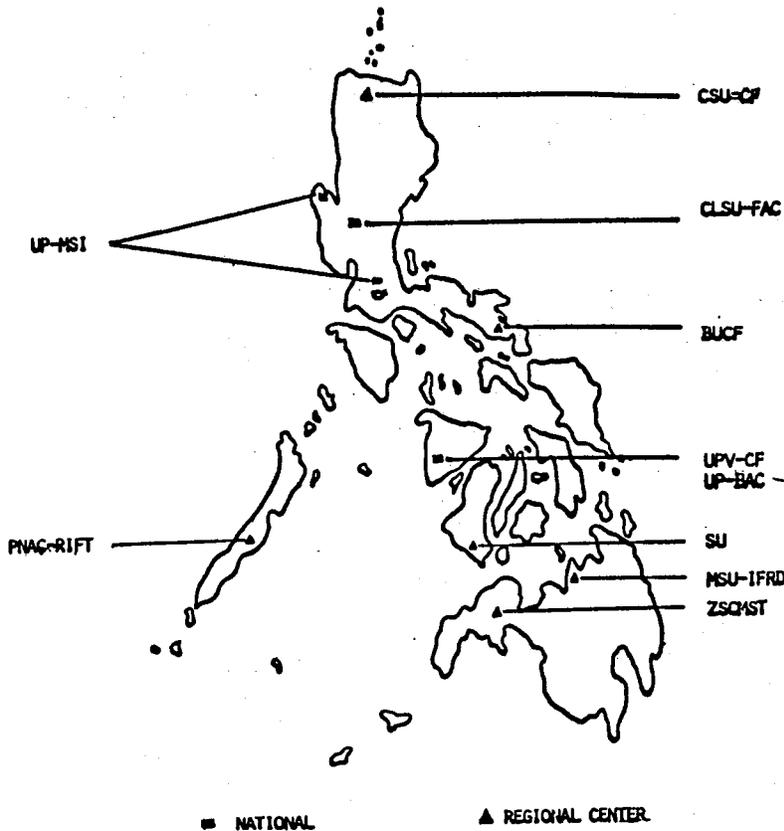 CSU-CF
CLSU-FAC
UP-MSI
BUCF
UPV-CF
UP-BAC
PNAC-RIFT
SU
MSU-IFRD
ZSCMST
NATIONAL
REGIONAL CENTER